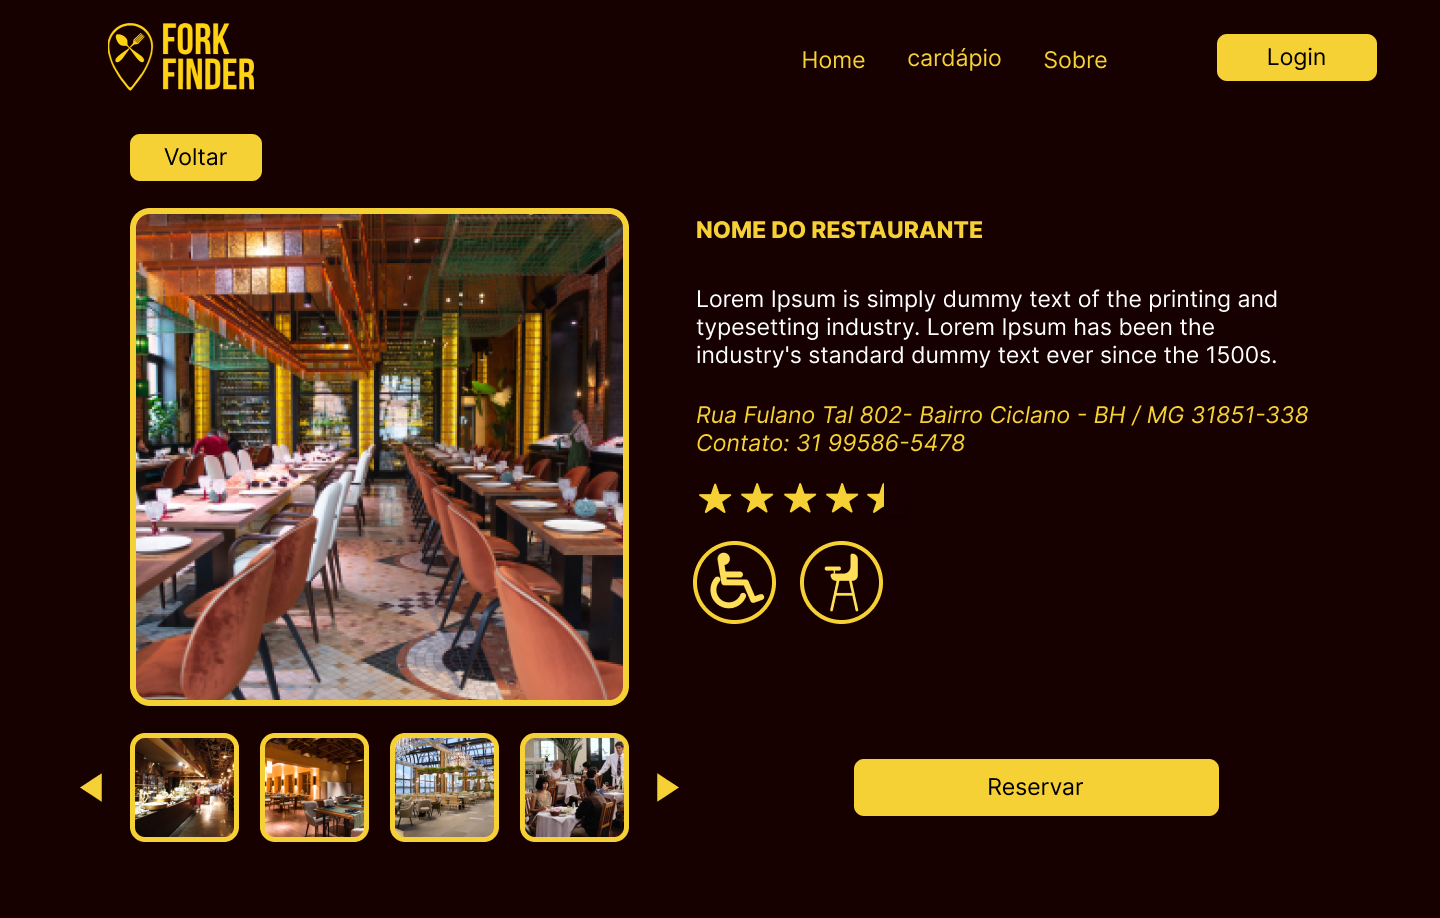 FORK
FINDER
Home
cardápio
Sobre
Login
Voltar
NOME DO RESTAURANTE
Lorem Ipsum is simply dummy text of the printing and
typesetting industry. Lorem Ipsum has been the
industry's standard dummy text ever since the 1500s.
Rua Fulano Tal 802- Bairro Ciclano - BH / MG 31851-338
Contato: 31 99586-5478
Reservar